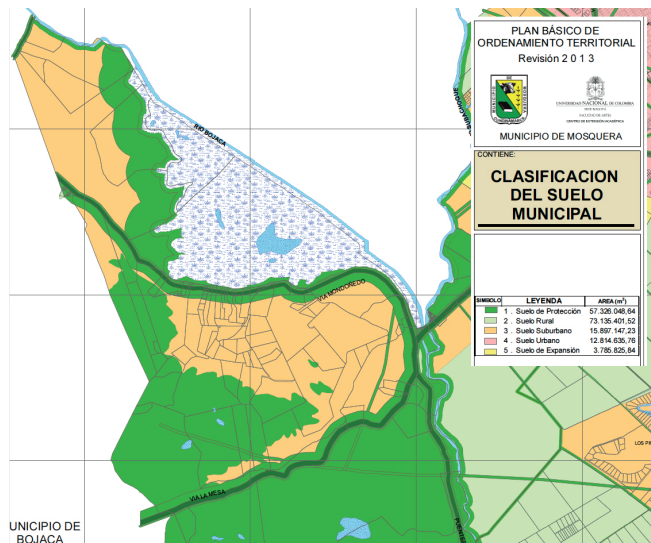 PLAN BÁSICO DE
ORDENAMIENTO TERRITORIAL
Revisión 2 0 1 3
UNIVERSIDAD NACIONAL DE COLOMBIA
MUNICIPIO DE MOSQUERA
CONTIENE:
CLASIFICACION
DEL SUELO
MUNICIPAL
SIMBOLO LEYENDA AREA (m²)
1 . Suelo de Protección 57.326.048,64
2 . Suelo Rural 73.135.401,52
3 . Suelo Suburbano 15.897.147,23
4 . Suelo Urbano 12.814.635,76
5 . Suelo de Expansión 3.785.825,84
RIO BOJACA
VIA MONDOÑEDO
VIA LA MESA
LOS PI
PUENTE
UNICIPIO DE
BOJACA